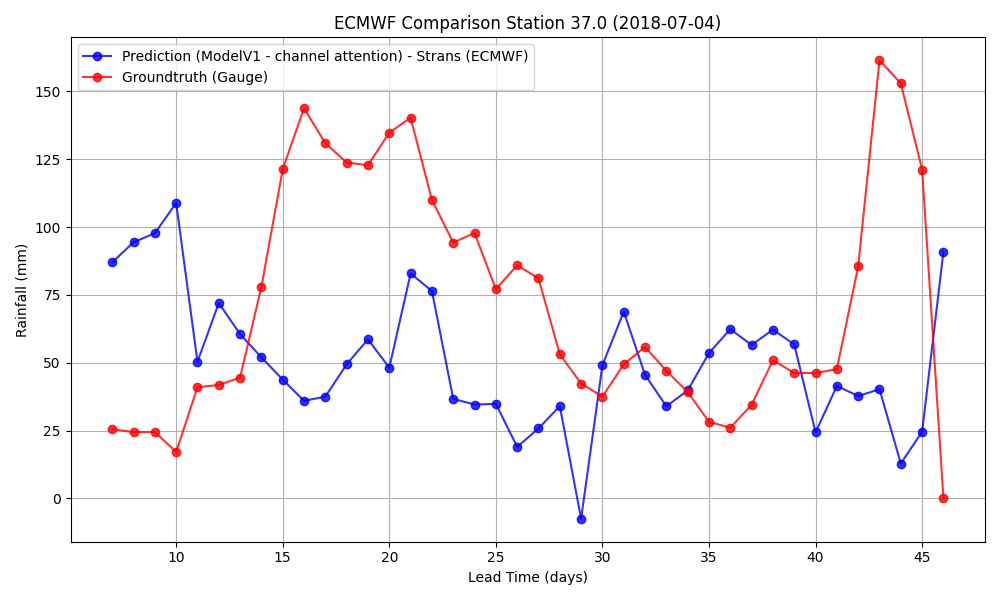 ECMWF Comparison Station 37.0 (2018-07-04)
Prediction (ModelV1 - channel attention) - Strans (ECMWF)
Groundtruth (Gauge)
Rainfall (mm)
150
125
100
75
50
25
0
10 15 20 25 30 35 40 45
Lead Time (days)